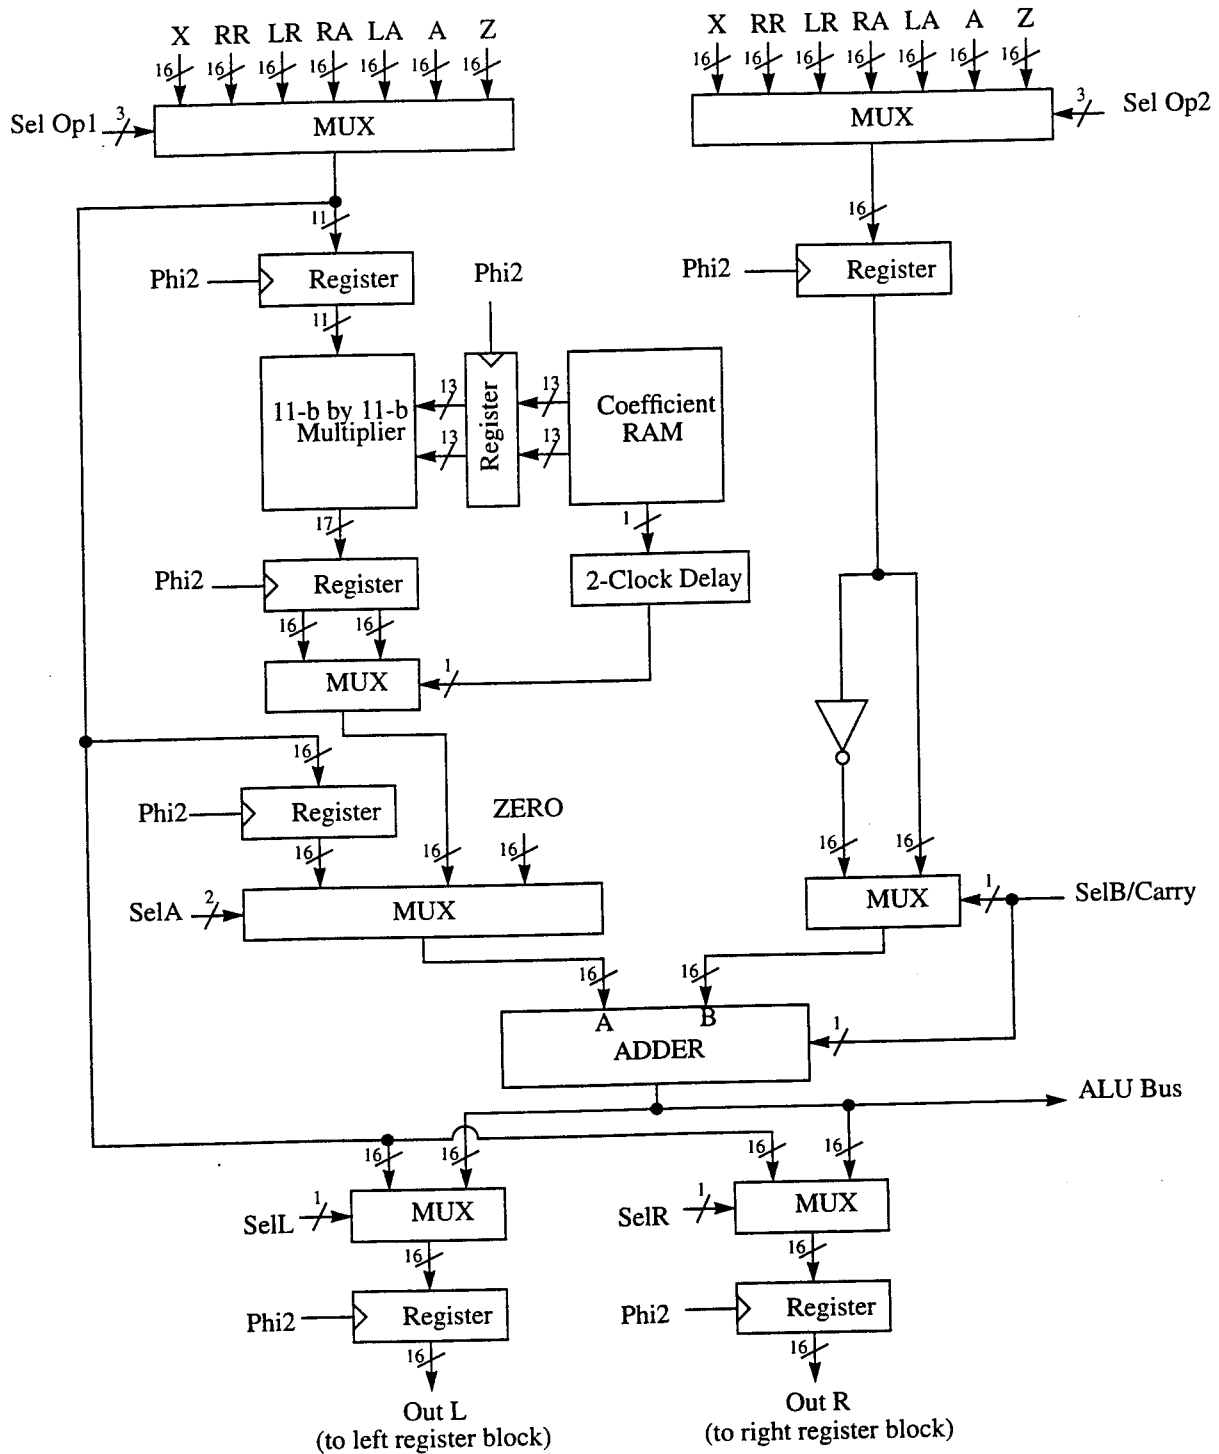 X RR LR RA LA A Z
X RR LR RA LA A Z
16 16 16 16 16 16 16
16 16 16 16 16 16 16
Sel Op1
3
MUX
MUX
3
Sel Op2
11
16
Phi2
Register
Phi2
Phi2
Register
11
11-b by 11-b
Multiplier
13
13
Register
13
13
Coefficient
RAM
17
1
Phi2
Register
2-Clock Delay
16
16
MUX
1
16
Phi2
Register
ZERO
16
16
16
16
16
SelA
2
MUX
MUX
1
SelB/Carry
16
16
A
B
ADDER
1
ALU Bus
16
16
16
16
SelL
1
MUX
SelR
1
MUX
16
16
Phi2
Register
Phi2
Register
16
16
Out L
(to left register block)
Out R
(to right register block)